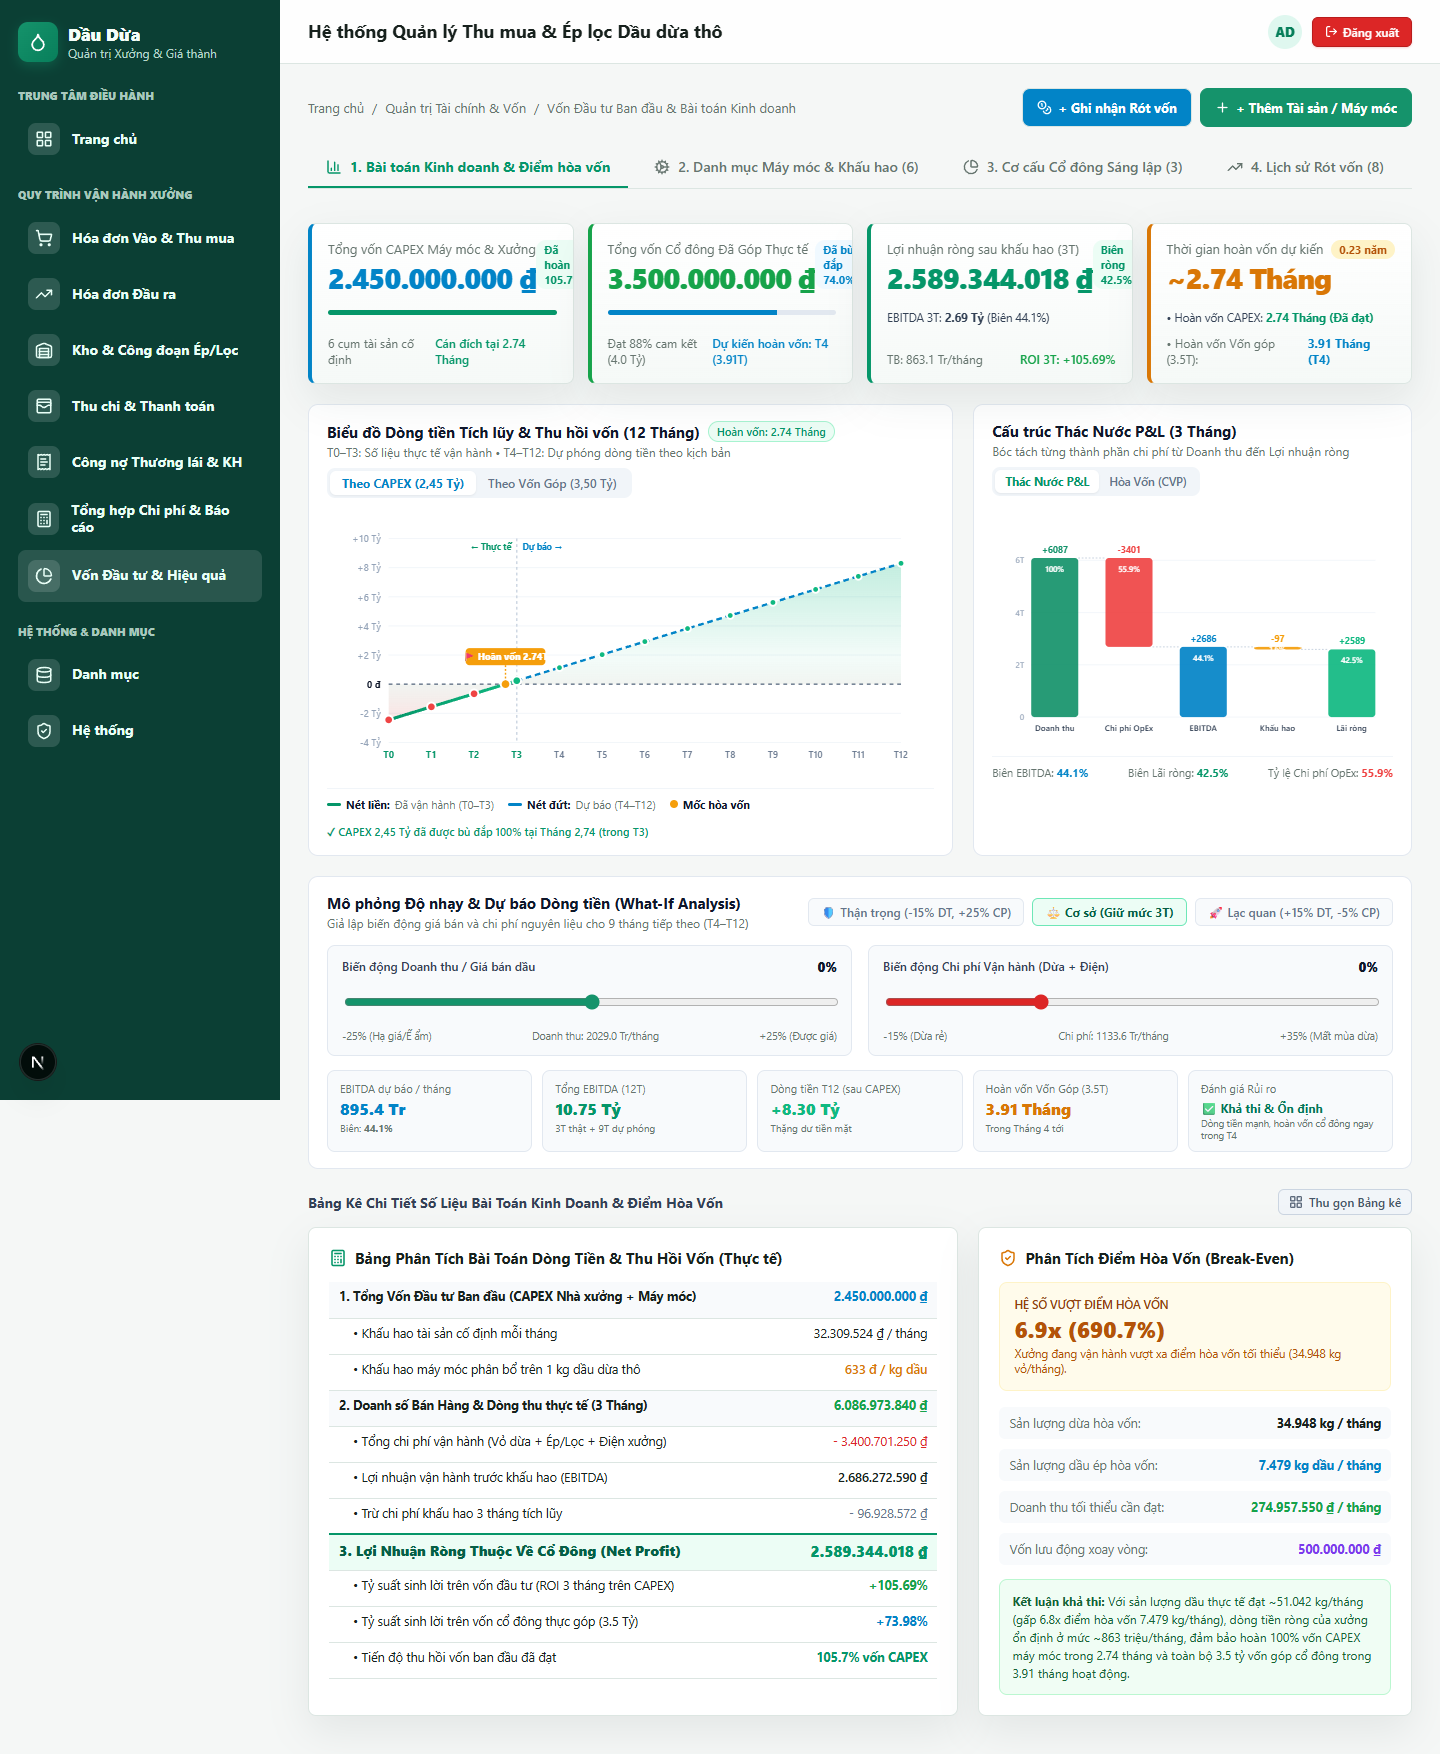 Dầu Dừa
Quản trị Xưởng & Giá thành
TRUNG TÂM ĐIỀU HÀNH
Trang chủ
QUY TRÌNH VẬN HÀNH XƯỞNG
Hóa đơn Vào & Thu mua
Hóa đơn Đầu ra
Kho & Công đoạn Ép/Lọc
Thu chi & Thanh toán
Công nợ Thương lái & KH
Tổng hợp Chi phí & Báo
cáo
Vốn Đầu tư & Hiệu quả
HỆ THỐNG & DANH MỤC
Danh mục
Hệ thống
N
Hệ thống Quản lý Thu mua & Ép lọc Dầu dừa thô
AD
Đăng xuất
Trang chủ / Quản trị Tài chính & Vốn / Vốn Đầu tư Ban đầu & Bài toán Kinh doanh
+ Ghi nhận Rót vốn
+ Thêm Tài sản / Máy móc
1. Bài toán Kinh doanh & Điểm hòa vốn
2. Danh mục Máy móc & Khấu hao (6)
3. Cơ cấu Cổ đông Sáng lập (3)
4. Lịch sử Rót vốn (8)
Tổng vốn CAPEX Máy móc & Xưởng
Đã
hoàn
105.7
2.450.000.000 ₫
6 cụm tài sản cố
định
Cán đích tại 2.74
Tháng
Tổng vốn Cổ đông Đã Góp Thực tế
Đã bù
đắp
74.0%
3.500.000.000 ₫
Đạt 88% cam kết
(4.0 Tỷ)
Dự kiến hoàn vốn: T4
(3.91T)
Lợi nhuận ròng sau khấu hao (3T)
Biên
ròng
42.5%
2.589.344.018 ₫
EBITDA 3T: 2.69 Tỷ (Biên 44.1%)
TB: 863.1 Tr/tháng
ROI 3T: +105.69%
Thời gian hoàn vốn dự kiến
0.23 năm
~2.74 Tháng
• Hoàn vốn CAPEX: 2.74 Tháng (Đã đạt)
• Hoàn vốn Vốn góp
(3.5T):
3.91 Tháng
(T4)
Biểu đồ Dòng tiền Tích lũy & Thu hồi vốn (12 Tháng)
Hoàn vốn: 2.74 Tháng
T0–T3: Số liệu thực tế vận hành • T4–T12: Dự phóng dòng tiền theo kịch bản
Theo CAPEX (2,45 Tỷ)
Theo Vốn Góp (3,50 Tỷ)
+10 Tỷ
+8 Tỷ
+6 Tỷ
+4 Tỷ
+2 Tỷ
0 đ
-2 Tỷ
-4 Tỷ
← Thực tế
Dự báo →
Hoàn vốn 2.74T
T0 T1 T2 T3 T4 T5 T6 T7 T8 T9 T10 T11 T12
Nét liền: Đã vận hành (T0–T3)
Nét đứt: Dự báo (T4–T12)
Mốc hòa vốn
✓ CAPEX 2,45 Tỷ đã được bù đắp 100% tại Tháng 2,74 (trong T3)
Cấu trúc Thác Nước P&L (3 Tháng)
Bóc tách từng thành phần chi phí từ Doanh thu đến Lợi nhuận ròng
Thác Nước P&L
Hòa Vốn (CVP)
6T
4T
2T
0
+6087
100%
-3401
55.9%
+2686
44.1%
-97
+2589
42.5%
Doanh thu
Chi phí OpEx
EBITDA
Khấu hao
Lãi ròng
Biên EBITDA: 44.1%
Biên Lãi ròng: 42.5%
Tỷ lệ Chi phí OpEx: 55.9%
Mô phỏng Độ nhạy & Dự báo Dòng tiền (What-If Analysis)
Giả lập biến động giá bán và chi phí nguyên liệu cho 9 tháng tiếp theo (T4–T12)
Thận trọng (-15% DT, +25% CP)
Cơ sở (Giữ mức 3T)
Lạc quan (+15% DT, -5% CP)
Biến động Doanh thu / Giá bán dầu
0%
-25% (Hạ giá/Ế ẩm)
Doanh thu: 2029.0 Tr/tháng
+25% (Được giá)
Biến động Chi phí Vận hành (Dừa + Điện)
0%
-15% (Dừa rẻ)
Chi phí: 1133.6 Tr/tháng
+35% (Mất mùa dừa)
EBITDA dự báo / tháng
895.4 Tr
Biên: 44.1%
Tổng EBITDA (12T)
10.75 Tỷ
3T thật + 9T dự phóng
Dòng tiền T12 (sau CAPEX)
+8.30 Tỷ
Thặng dư tiền mặt
Hoàn vốn Vốn Góp (3.5T)
3.91 Tháng
Trong Tháng 4 tới
Đánh giá Rủi ro
✅ Khả thi & Ổn định
Dòng tiền mạnh, hoàn vốn cổ đông ngay
trong T4
Bảng Kê Chi Tiết Số Liệu Bài Toán Kinh Doanh & Điểm Hòa Vốn
Thu gọn Bảng kê
Bảng Phân Tích Bài Toán Dòng Tiền & Thu Hồi Vốn (Thực tế)
1. Tổng Vốn Đầu tư Ban đầu (CAPEX Nhà xưởng + Máy móc) 2.450.000.000 ₫
• Khấu hao tài sản cố định mỗi tháng 32.309.524 ₫ / tháng
• Khấu hao máy móc phân bổ trên 1 kg dầu dừa thô 633 đ / kg dầu
2. Doanh số Bán Hàng & Dòng thu thực tế (3 Tháng) 6.086.973.840 ₫
• Tổng chi phí vận hành (Vỏ dừa + Ép/Lọc + Điện xưởng) - 3.400.701.250 ₫
• Lợi nhuận vận hành trước khấu hao (EBITDA) 2.686.272.590 ₫
• Trừ chi phí khấu hao 3 tháng tích lũy - 96.928.572 ₫
3. Lợi Nhuận Ròng Thuộc Về Cổ Đông (Net Profit) 2.589.344.018 ₫
• Tỷ suất sinh lời trên vốn đầu tư (ROI 3 tháng trên CAPEX) +105.69%
• Tỷ suất sinh lời trên vốn cổ đông thực góp (3.5 Tỷ) +73.98%
• Tiến độ thu hồi vốn ban đầu đã đạt 105.7% vốn CAPEX
Phân Tích Điểm Hòa Vốn (Break-Even)
HỆ SỐ VƯỢT ĐIỂM HÒA VỐN
6.9x (690.7%)
Xưởng đang vận hành vượt xa điểm hòa vốn tối thiểu (34.948 kg
vỏ/tháng).
Sản lượng dừa hòa vốn: 34.948 kg / tháng
Sản lượng dầu ép hòa vốn: 7.479 kg dầu / tháng
Doanh thu tối thiểu cần đạt: 274.957.550 ₫ / tháng
Vốn lưu động xoay vòng: 500.000.000 ₫
Kết luận khả thi: Với sản lượng dầu thực tế đạt ~51.042 kg/tháng
(gấp 6.8x điểm hòa vốn 7.479 kg/tháng), dòng tiền ròng của xưởng
ổn định ở mức ~863 triệu/tháng, đảm bảo hoàn 100% vốn CAPEX
máy móc trong 2.74 tháng và toàn bộ 3.5 tỷ vốn góp cổ đông trong
3.91 tháng hoạt động.